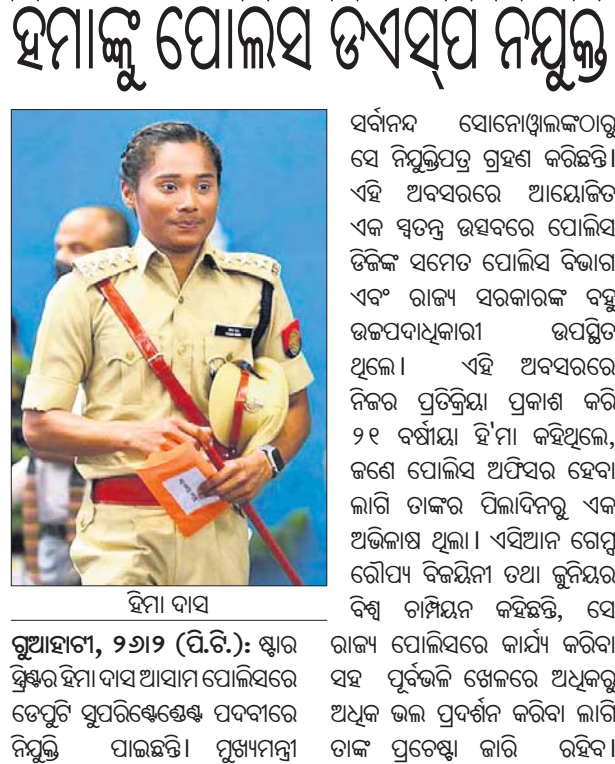 ହିମାଙ୍କୁ ପୋଲିସ ଡିଏସ୍‌ପି ନିଯୁକ୍ତି
ହିମା ଦାସ
ଗୁଆହାଟୀ, ୨୬।୨ (ପି.ଟି.): ଷ୍ଟାର
ସ୍ପ୍ରିଣ୍ଟର ହିମା ଦାସ ଆସାମ ପୋଲିସରେ
ଡେପୁଟି ସୁପରିଣ୍ଟେଣ୍ଡେଣ୍ଟ ପଦବୀରେ
ନିଯୁକ୍ତି ପାଇଛନ୍ତି। ମୁଖ୍ୟମନ୍ତ୍ରୀ
ସର୍ବାନନ୍ଦ ସୋନୋୱାଲଙ୍କଠାରୁ
ସେ ନିଯୁକ୍ତିପତ୍ର ଗ୍ରହଣ କରିଛନ୍ତି।
ଏହି ଅବସରରେ ଆୟୋଜିତ
ଏକ ସ୍ୱତନ୍ତ୍ର ଉତ୍ସବରେ ପୋଲିସ
ଡିଜିଙ୍କ ସମେତ ପୋଲିସ ବିଭାଗ
ଏବଂ ରାଜ୍ୟ ସରକାରଙ୍କ ବହୁ
ଉଚ୍ଚପଦାଧିକାରୀ ଉପସ୍ଥିତ
ଥିଲେ। ଏହି ଅବସରରେ
ନିଜର ପ୍ରତିକ୍ରିୟା ପ୍ରକାଶ କରି
୨୧ ବର୍ଷୀୟା ହି'ମା କହିଥିଲେ,
ଜଣେ ପୋଲିସ ଅଫିସର ହେବା
ଲାଗି ତାଙ୍କର ପିଲାଦିନରୁ ଏକ
ଅଭିଳାଷ ଥିଲା। ଏସିଆନ ଗେମ୍ସ
ରୌପ୍ୟ ବିଜୟିନୀ ତଥା ଜୁନିୟର
ବିଶ୍ୱ ଚାମ୍ପିୟନ କହିଛନ୍ତି, ସେ
ରାଜ୍ୟ ପୋଲିସରେ କାର୍ଯ୍ୟ କରିବା
ସହ ପୂର୍ବଭଳି ଖେଳରେ ଅଧିକରୁ
ଅଧିକ ଭଲ ପ୍ରଦର୍ଶନ କରିବା ଲାଗି
ତାଙ୍କ ପ୍ରଚେଷ୍ଟା ଜାରି ରହିବ।